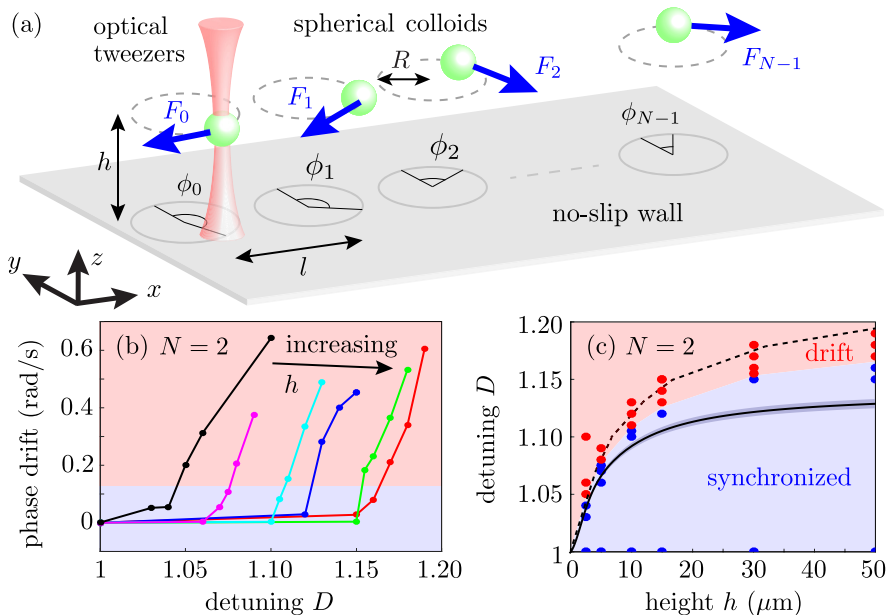 (a)
optical
tweezers
spherical colloids
R
F_0
F_1
F_2
F_{N−1}
h
ϕ_0
ϕ_1
ϕ_2
ϕ_{N−1}
l
no-slip wall
z
y
x
(b) N = 2
increasing
h
phase drift (rad/s)
0.6
0.4
0.2
0
1
1.05
1.10
1.15
1.20
detuning D
(c) N = 2
drift
synchronized
detuning D
1.20
1.15
1.10
1.05
1
0
10
20
30
40
50
height h (μm)